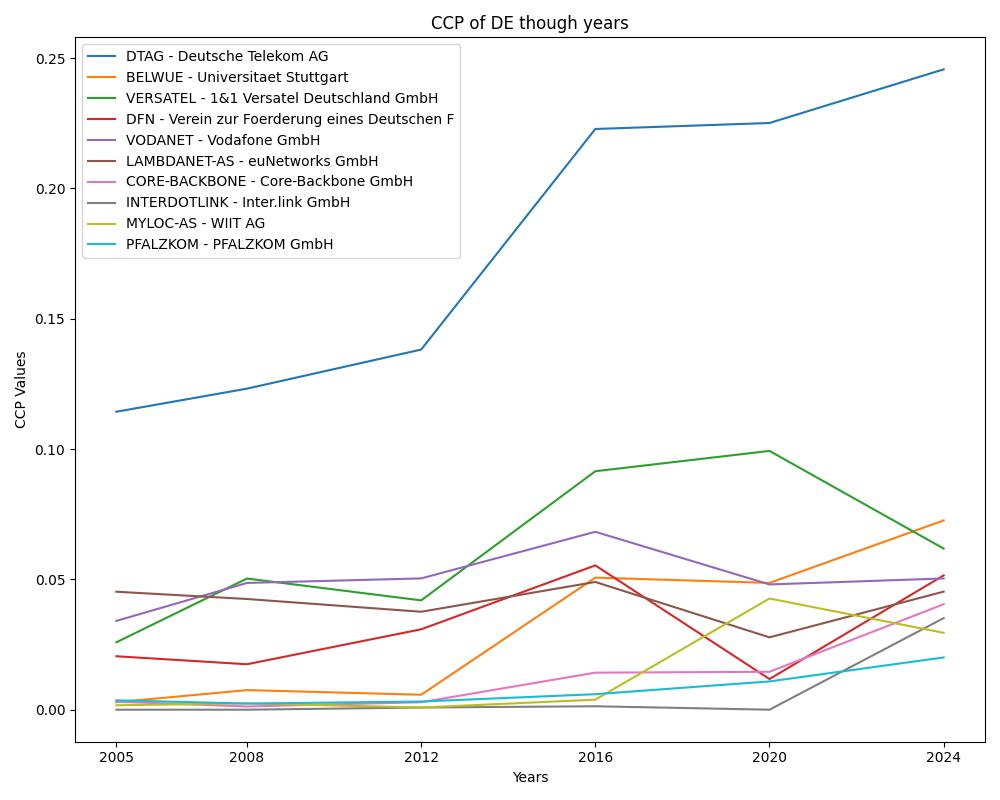 CCP of DE though years
DTAG - Deutsche Telekom AG
BELWUE - Universitaet Stuttgart
VERSATEL - 1&1 Versatel Deutschland GmbH
DFN - Verein zur Foerderung eines Deutschen F
VODANET - Vodafone GmbH
LAMBDANET-AS - euNetworks GmbH
CORE-BACKBONE - Core-Backbone GmbH
INTERDOTLINK - Inter.link GmbH
MYLOC-AS - WIIT AG
PFALZKOM - PFALZKOM GmbH
CCP Values
0.25
0.20
0.15
0.10
0.05
0.00
2005 2008 2012 2016 2020 2024
Years